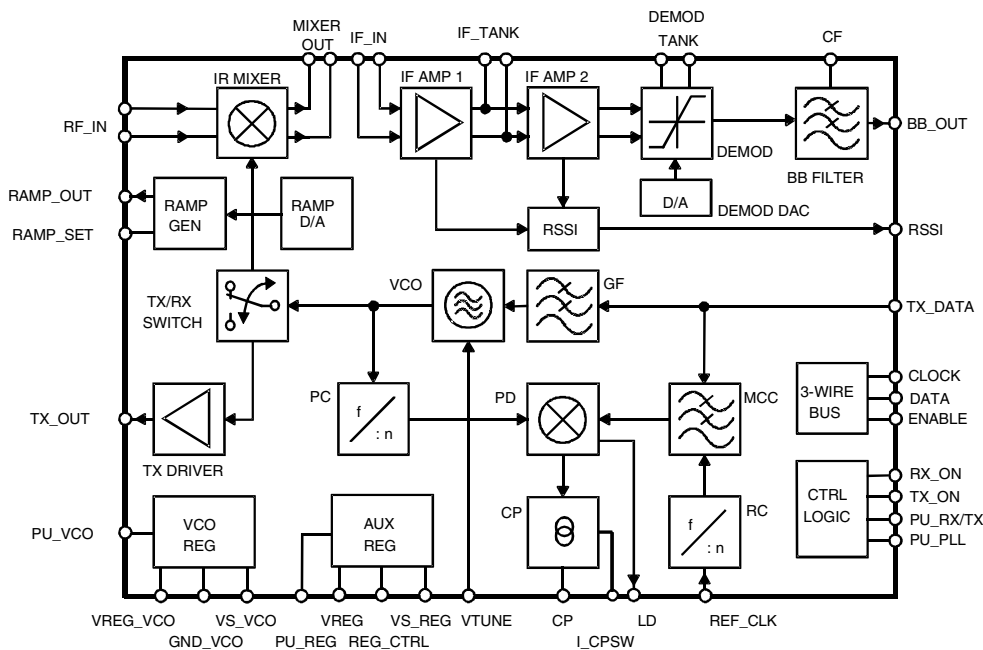 MIXER
OUT
IF_IN
IF_TANK
DEMOD
TANK
CF
IR MIXER
IF AMP 1
IF AMP 2
RF_IN
BB_OUT
DEMOD
BB FILTER
RAMP_OUT
RAMP
GEN
RAMP
D/A
D/A
DEMOD DAC
RAMP_SET
RSSI
RSSI
VCO
GF
TX/RX
SWITCH
TX_DATA
PC
f
: n
PD
MCC
3-WIRE
BUS
CLOCK
DATA
ENABLE
TX_OUT
TX DRIVER
CTRL
LOGIC
RX_ON
TX_ON
PU_RX/TX
PU_PLL
PU_VCO
VCO
REG
AUX
REG
CP
RC
f
: n
VREG_VCO
GND_VCO
VS_VCO
PU_REG
VREG
REG_CTRL
VS_REG
VTUNE
CP
I_CPSW
LD
REF_CLK